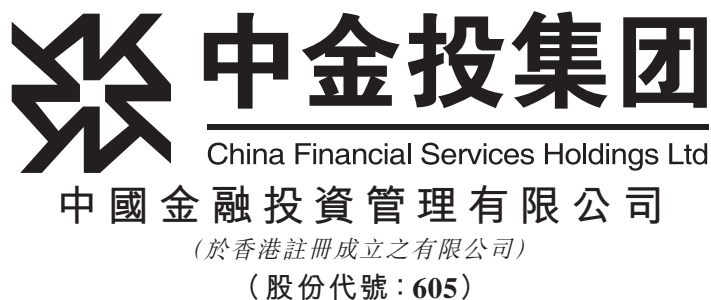 中金投集团
China Financial Services Holdings Ltd
中國金融投資管理有限公司
(於香港註冊成立之有限公司)
(股份代號：605)